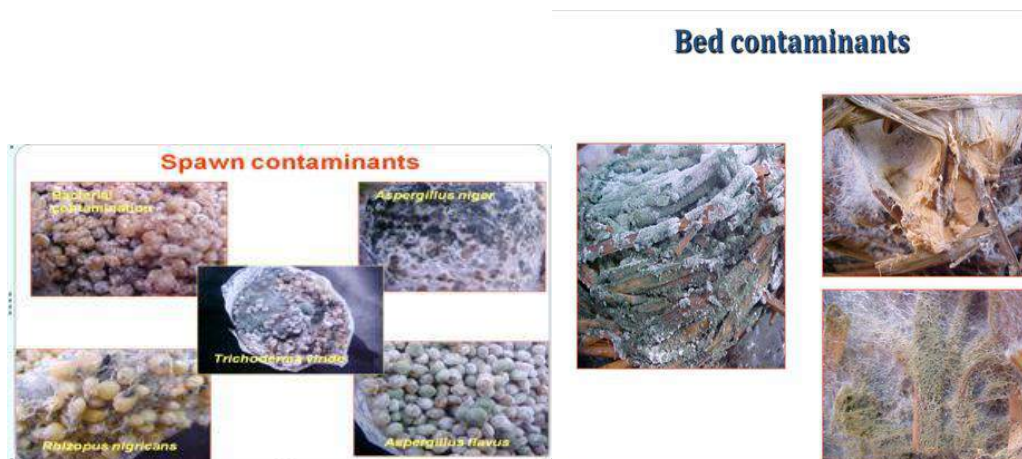 Bed contaminants
Spawn contaminants
Bacterial
contamination
Aspergillus niger
Trichoderma viride
Rhizopus nigricans
Aspergillus flavus